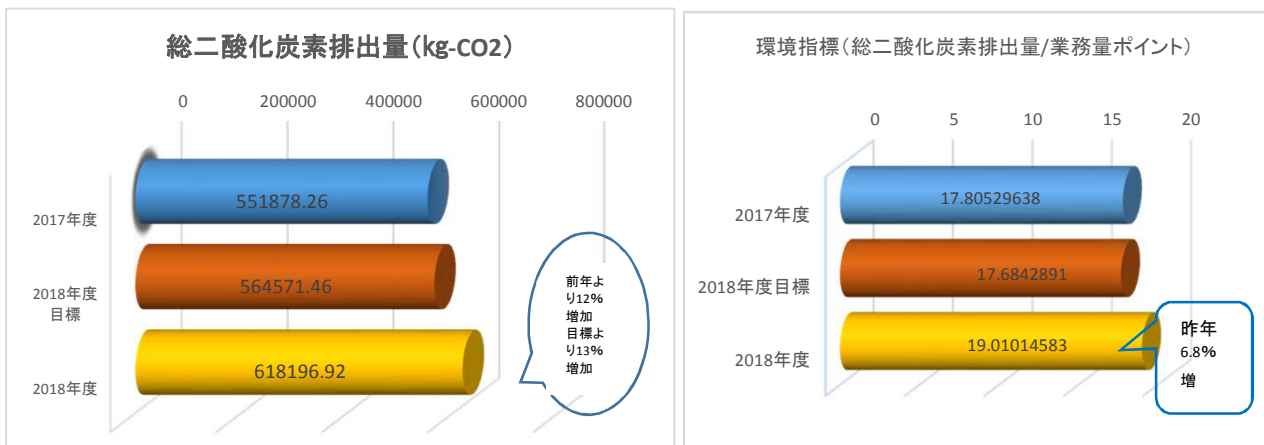 総二酸化炭素排出量（kg-CO2）
0 200000 400000 600000 800000
2017年度
551878.26
2018年度
目標
564571.46
2018年度
618196.92
前年よ
り12%
増加
目標よ
り13%
増加
環境指標（総二酸化炭素排出量/業務量ポイント）
0 5 10 15 20
2017年度
17.80529638
2018年度目標
17.6842891
2018年度
19.01014583
昨年
6.8%
増